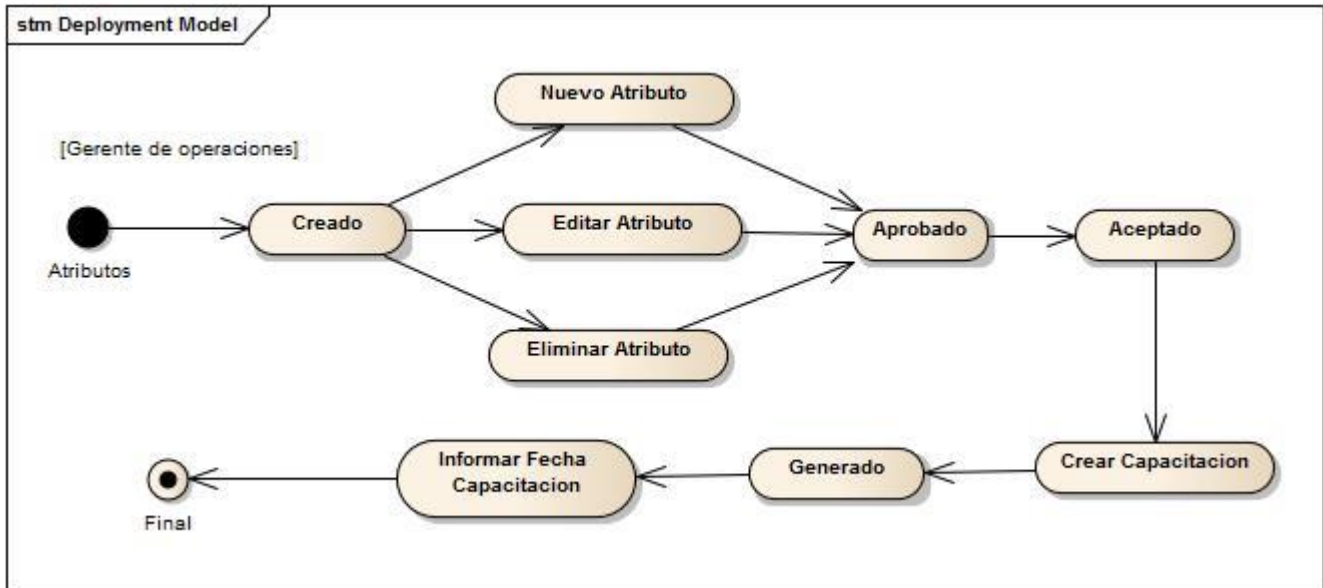 stm Deployment Model
Nuevo Atributo
[Gerente de operaciones]
Creado
Editar Atributo
Aprobado
Aceptado
Atributos
Eliminar Atributo
Informar Fecha
Capacitacion
Generado
Crear Capacitacion
Final